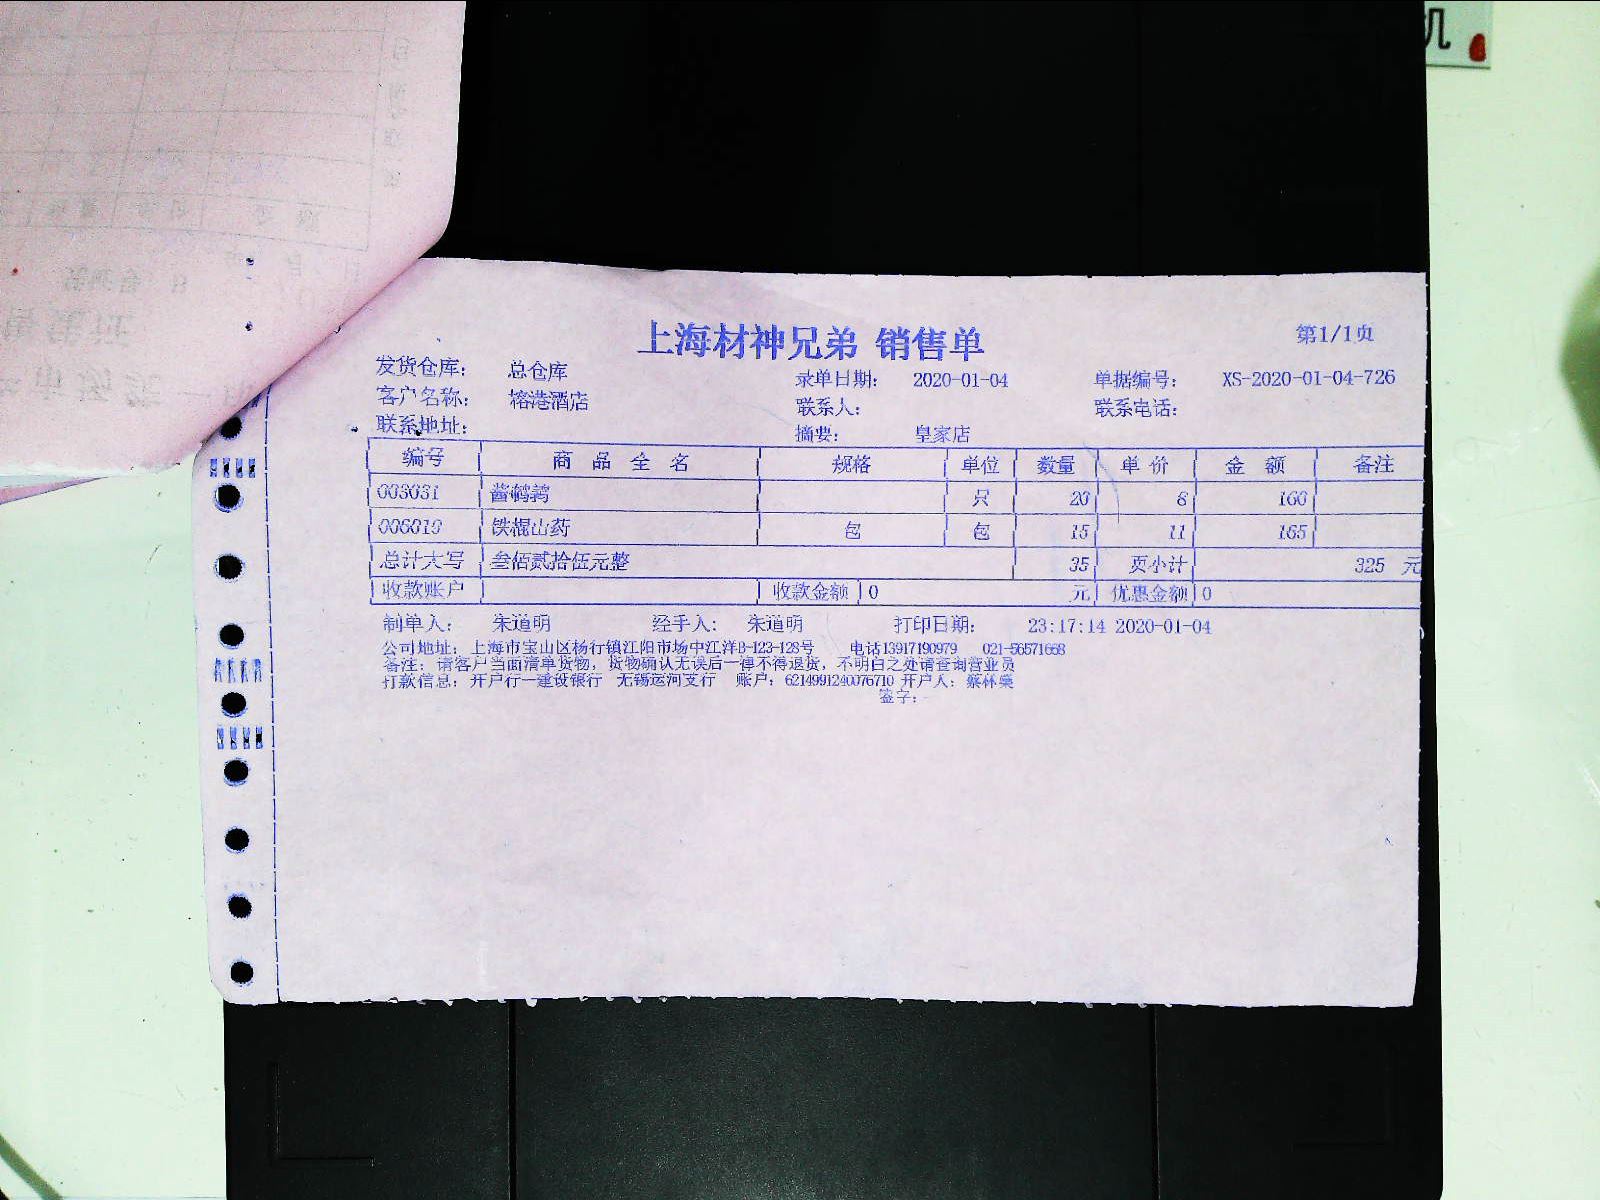 机
上海材神兄弟 销售单 第1/1页
发货仓库： 总仓库 录单日期： 2020-01-04 单据编号： XS-2020-01-04-726
客户名称： 榕港酒店 联系人： 联系电话：
联系地址： 摘要： 皇家店
编号 商品全名 规格 单位 数量 单价 金额 备注
003031 酱鹌鹑 只 20 8 160
006019 铁棍山药 包 包 15 11 165
总计大写 叁佰贰拾伍元整 35 页小计 325 元
收款账户 收款金额 0 元 优惠金额 0
制单人： 朱道明 经手人： 朱道明 打印日期： 23:17:14 2020-01-04
公司地址：上海市宝山区杨行镇江阳市场中江洋B-123-128号 电话13917190979 021-56571668
备注：请客户当面清单货物，货物确认无误后一律不得退货，不明白之处请查询营业员
打款信息：开户行一建设银行 无锡运河支行 账户：6214991240076710 开户人：蔡林
签字：